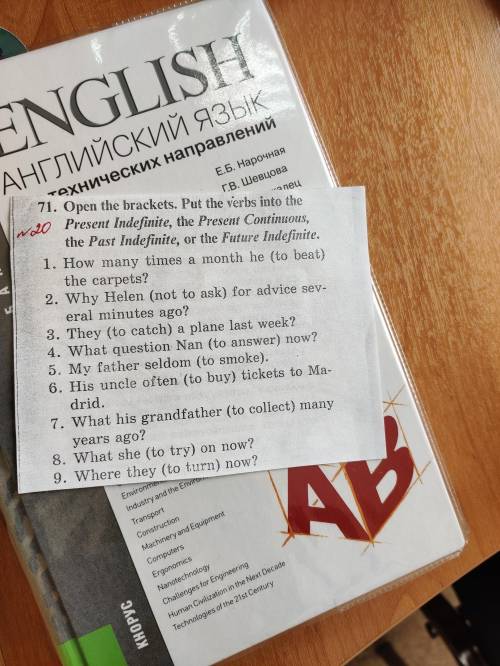 ENGLISH
АНГЛИЙСКИЙ ЯЗЫК
технических направлений
Е.Б. Нарочная
Г.В. Шевцова
71. Open the brackets. Put the verbs into the
№20 Present Indefinite, the Present Continuous,
the Past Indefinite, or the Future Indefinite.
1. How many times a month he (to beat)
the carpets?
2. Why Helen (not to ask) for advice sev-
eral minutes ago?
3. They (to catch) a plane last week?
4. What question Nan (to answer) now?
5. My father seldom (to smoke).
6. His uncle often (to buy) tickets to Ma-
drid.
7. What his grandfather (to collect) many
years ago?
8. What she (to try) on now?
9. Where they (to turn) now?
Industry and the
Transport
Construction
Machinery and Equipment
Computers
Ergonomics
Nanotechnology
Challenges for Engineering
Human Civilization in the Next Decade
Technologies of the 21st Century
AB
КНОРУС